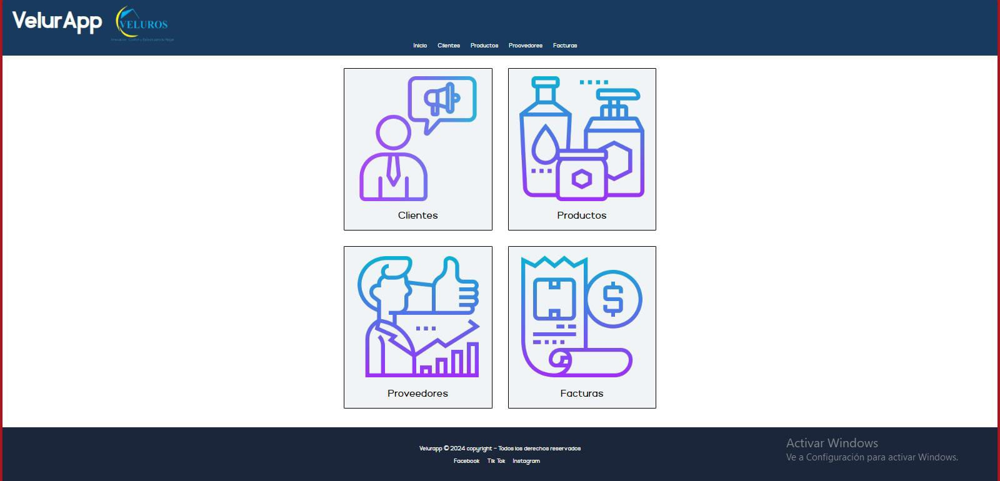 VelurApp
VELUROS
Inicio Clientes Productos Proovedores Facturas
Clientes
Productos
Proveedores
Facturas
Velurapp © 2024 copyright - Todos los derechos reservados
Facebook Tik Tok Instagram
Activar Windows
Ve a Configuración para activar Windows.